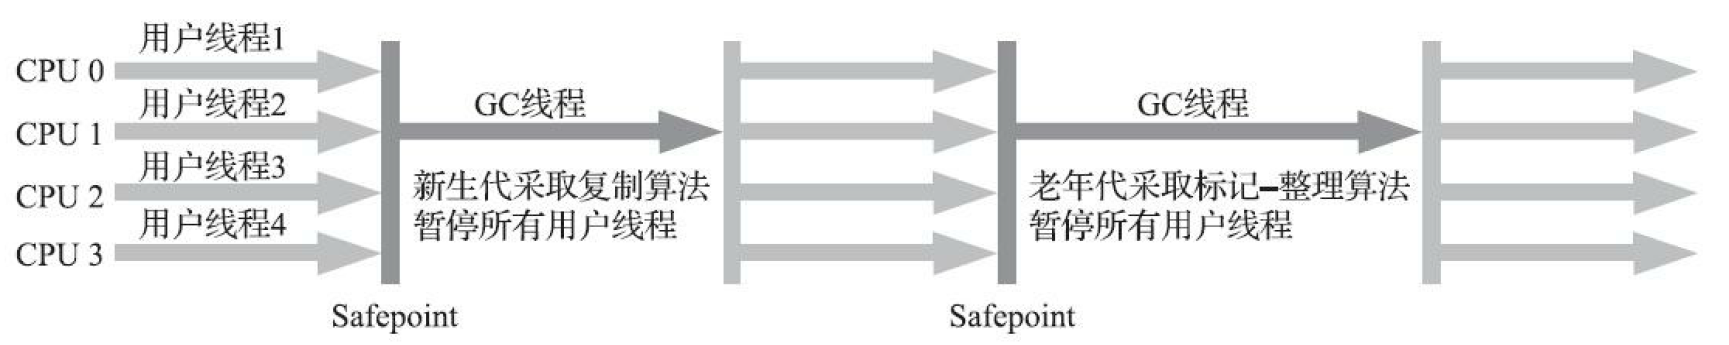 用户线程1
CPU 0
用户线程2
CPU 1
用户线程3
CPU 2
用户线程4
CPU 3
Safepoint
GC线程
新生代采取复制算法
暂停所有用户线程
Safepoint
GC线程
老年代采取标记–整理算法
暂停所有用户线程